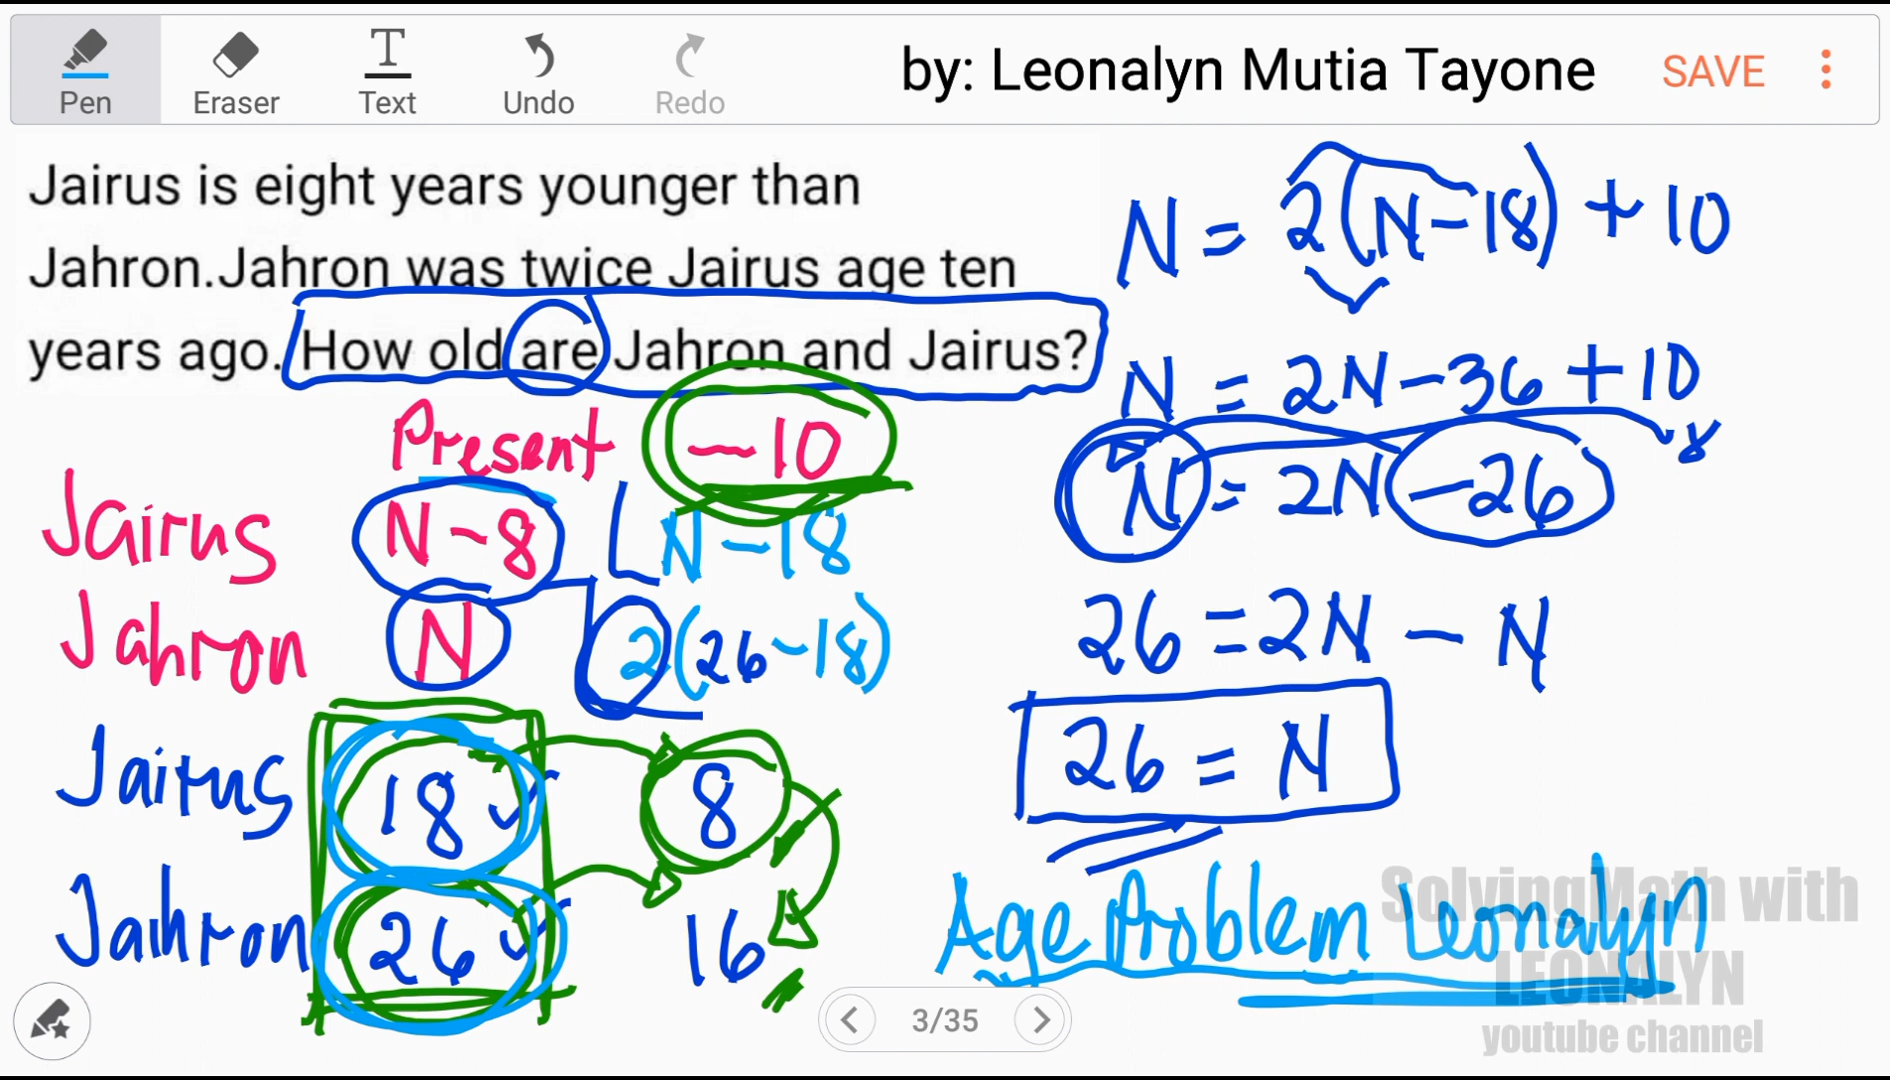 Pen Eraser Text Undo Redo by: Leonalyn Mutia Tayone SAVE
Jairus is eight years younger than
Jahron.Jahron was twice Jairus age ten
years ago. How old are Jahron and Jairus?
Present -10
Jairus N-8 N-18
Jahron N 2(26-18)
Jairus 18 8
Jahron 26 16
N = 2(N-18) + 10
N = 2N-36 +10
N = 2N-26
26 = 2N - N
26 = N
Age Problem Leonalyn
SolvingMath with
LEONALYN
youtube channel
3/35